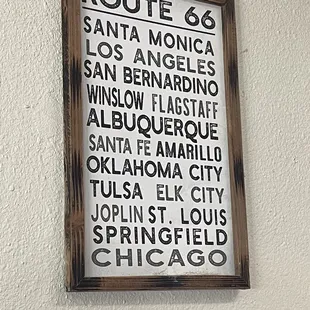 ROUTE 66
SANTA MONICA
LOS ANGELES
SAN BERNARDINO
WINSLOW FLAGSTAFF
ALBUQUERQUE
SANTA FE AMARILLO
OKLAHOMA CITY
TULSA ELK CITY
JOPLIN ST. LOUIS
SPRINGFIELD
CHICAGO